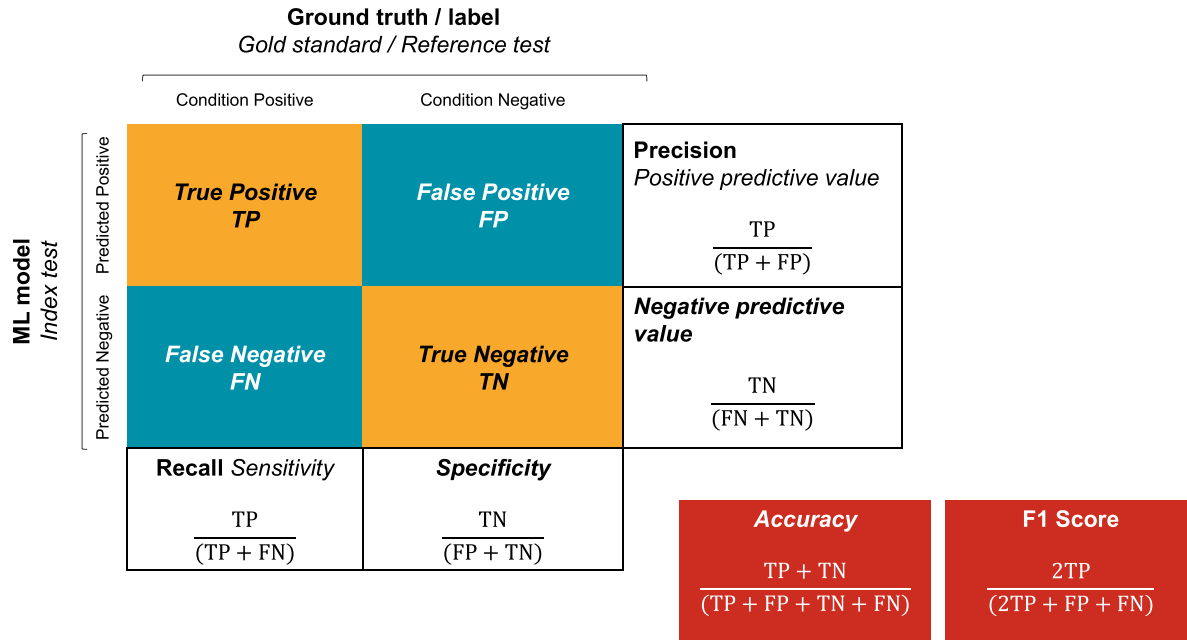 Ground truth / label
Gold standard / Reference test
Condition Positive
Condition Negative
ML model
Index test
Predicted Positive
Predicted Negative
True Positive
TP
False Positive
FP
Precision
Positive predictive value
TP
(TP + FP)
False Negative
FN
True Negative
TN
Negative predictive
value
TN
(FN + TN)
Recall Sensitivity
TP
(TP + FN)
Specificity
TN
(FP + TN)
Accuracy
TP + TN
(TP + FP + TN + FN)
F1 Score
2TP
(2TP + FP + FN)